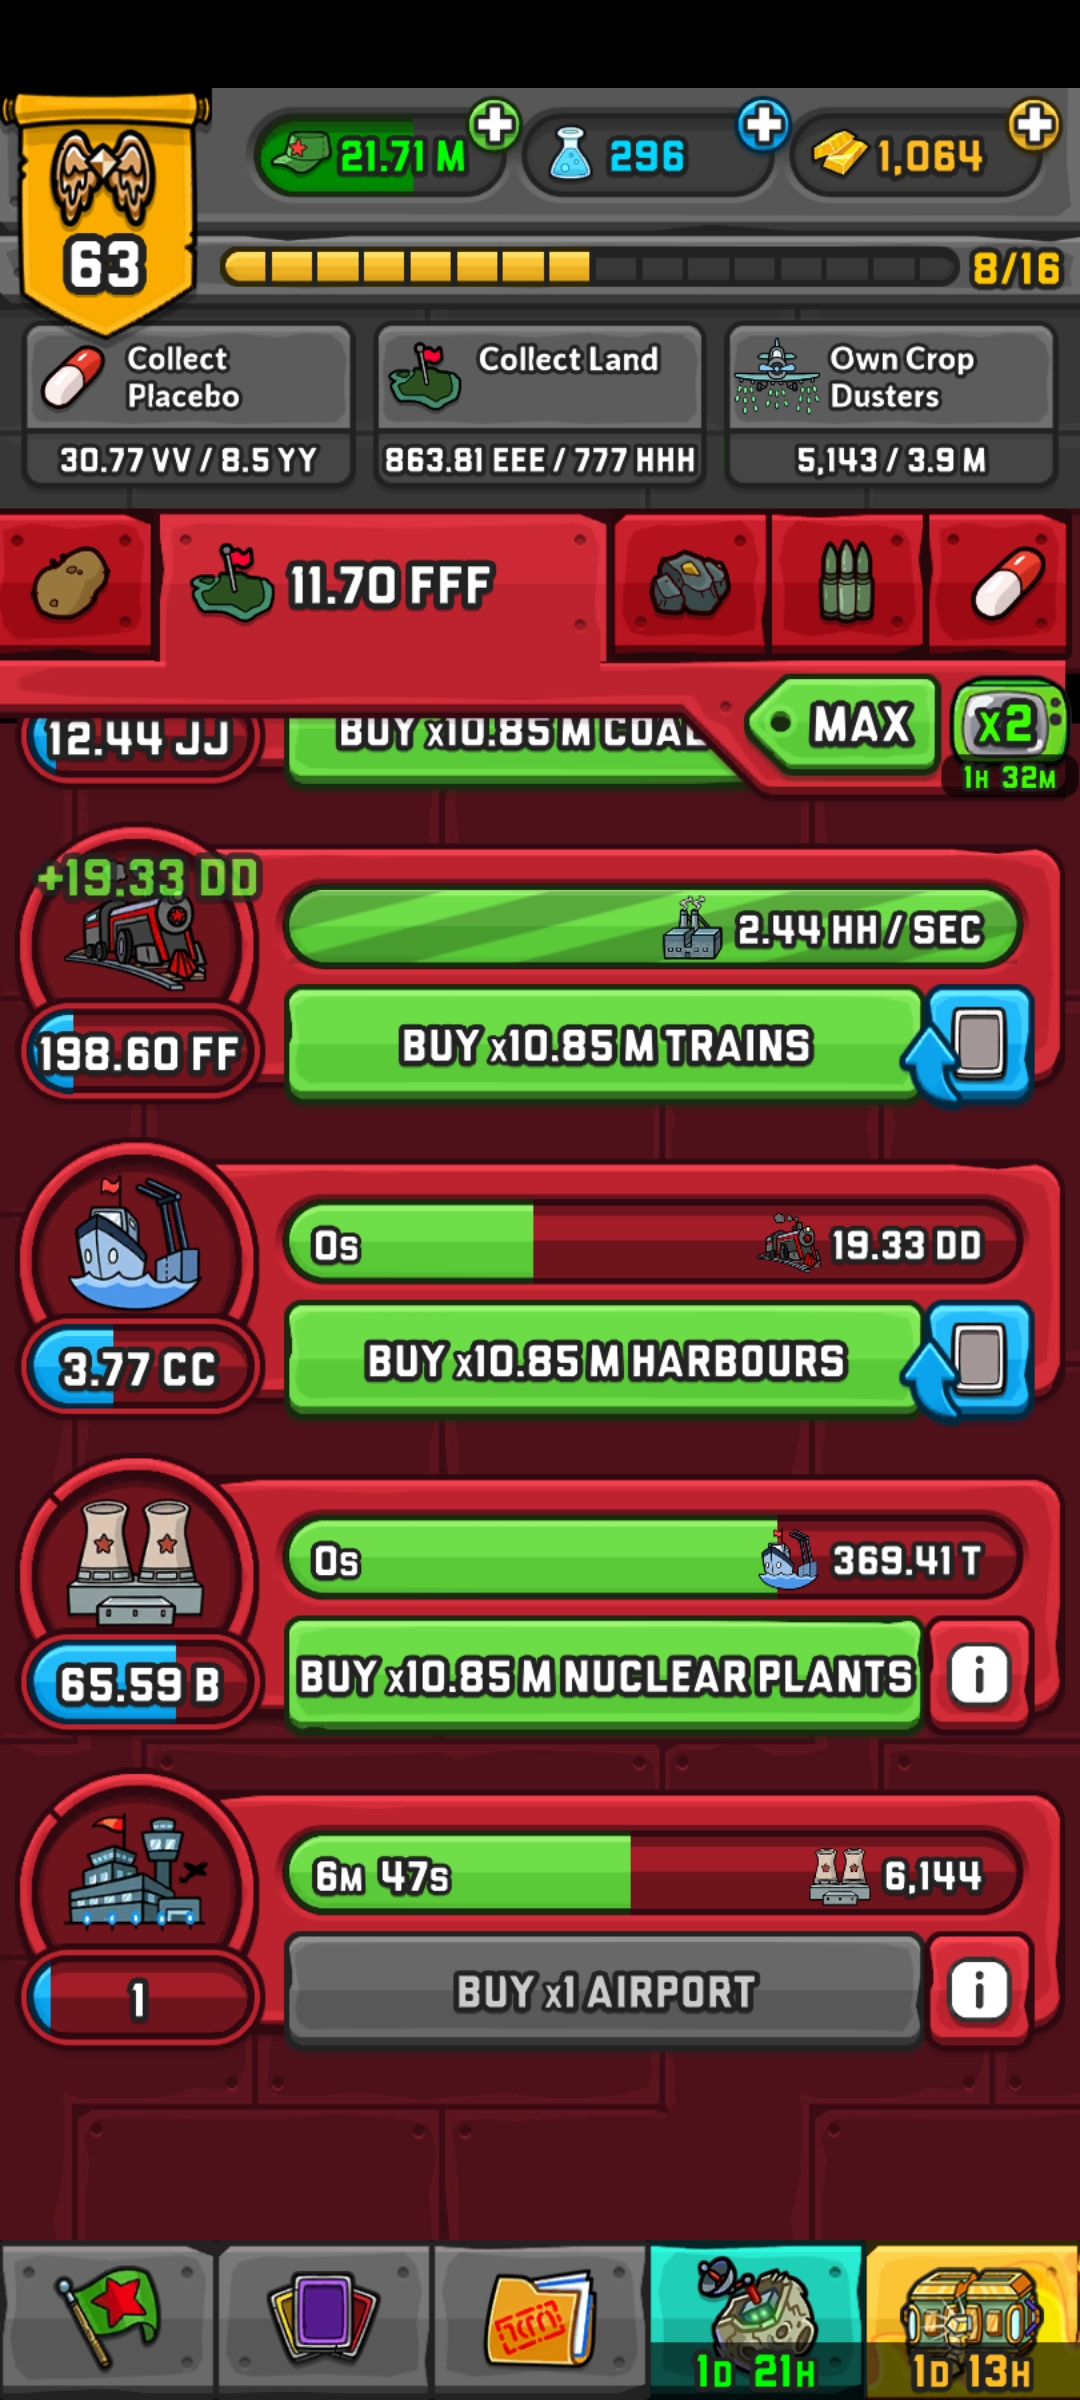 21.71 M
296
1,064
63
8/16
Collect
Placebo
30.77 VV / 8.5 YY
Collect Land
863.81 EEE / 777 HHH
Own Crop
Dusters
5,143 / 3.9 M
11.70 FFF
MAX
x2
1H 32M
12.44 JJ
BUY x10.85 M COAL
+19.33 DD
2.44 HH / SEC
198.60 FF
BUY x10.85 M TRAINS
0s
19.33 DD
3.77 CC
BUY x10.85 M HARBOURS
0s
369.41 T
65.59 B
BUY x10.85 M NUCLEAR PLANTS
i
6M 47s
6,144
1
BUY x1 AIRPORT
i
1D 21H
1D 13H